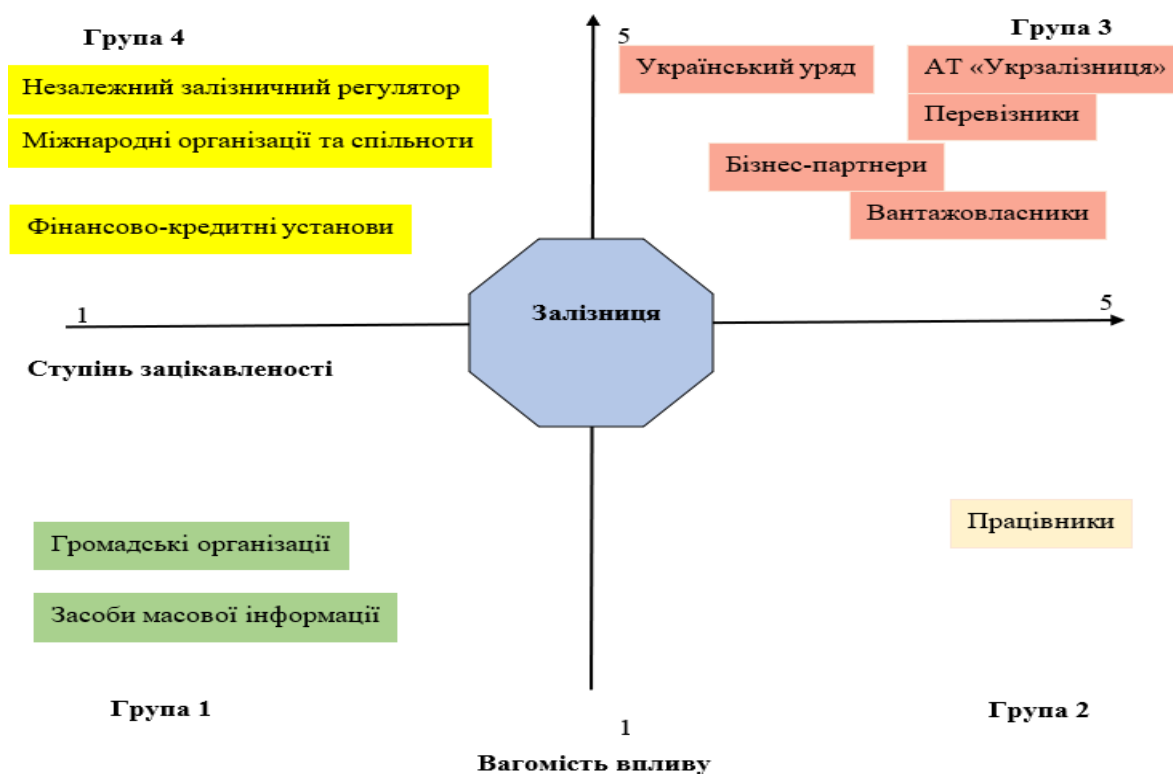 Група 4
5
Група 3
Незалежний залізничний регулятор
Український уряд
АТ «Укрзалізниця»
Міжнародні організації та спільноти
Перевізники
Бізнес-партнери
Фінансово-кредитні установи
Вантажовласники
1
Залізниця
5
Ступінь зацікавленості
Громадські організації
Працівники
Засоби масової інформації
Група 1
Група 2
1
Вагомість впливу